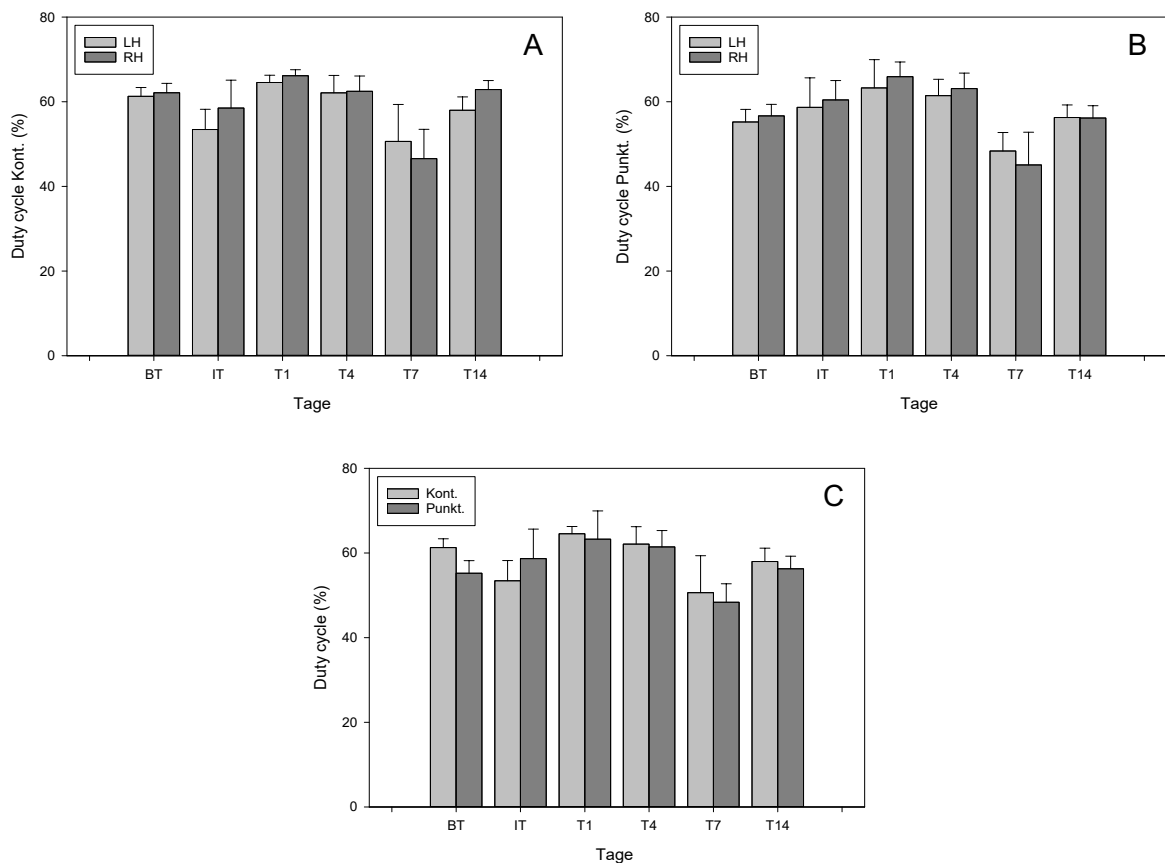 80
60
40
20
0
Duty cycle Kont. (%)
LH
RH
A
BT IT T1 T4 T7 T14
Tage
80
60
40
20
0
Duty cycle Punkt. (%)
LH
RH
B
BT IT T1 T4 T7 T14
Tage
80
60
40
20
0
Duty cycle (%)
Kont.
Punkt.
C
BT IT T1 T4 T7 T14
Tage